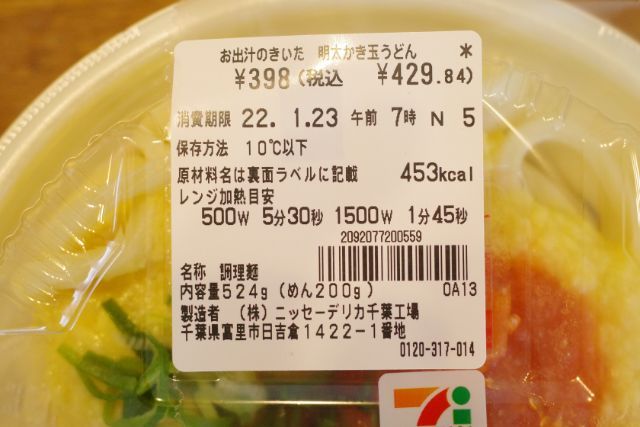 お出汁のきいた 明太かき玉うどん *
¥398(税込 ¥429.84)
消費期限 22. 1.23 午前 7時 N 5
保存方法 10℃以下
原材料名は裏面ラベルに記載 453kcal
レンジ加熱目安
500W 5分30秒 1500W 1分45秒
2092077200559
名称 調理麺
内容量524g(めん200g) 0A13
製造者 (株)ニッセーデリカ千葉工場
千葉県富里市日吉倉1422-1番地
0120-317-014
7i